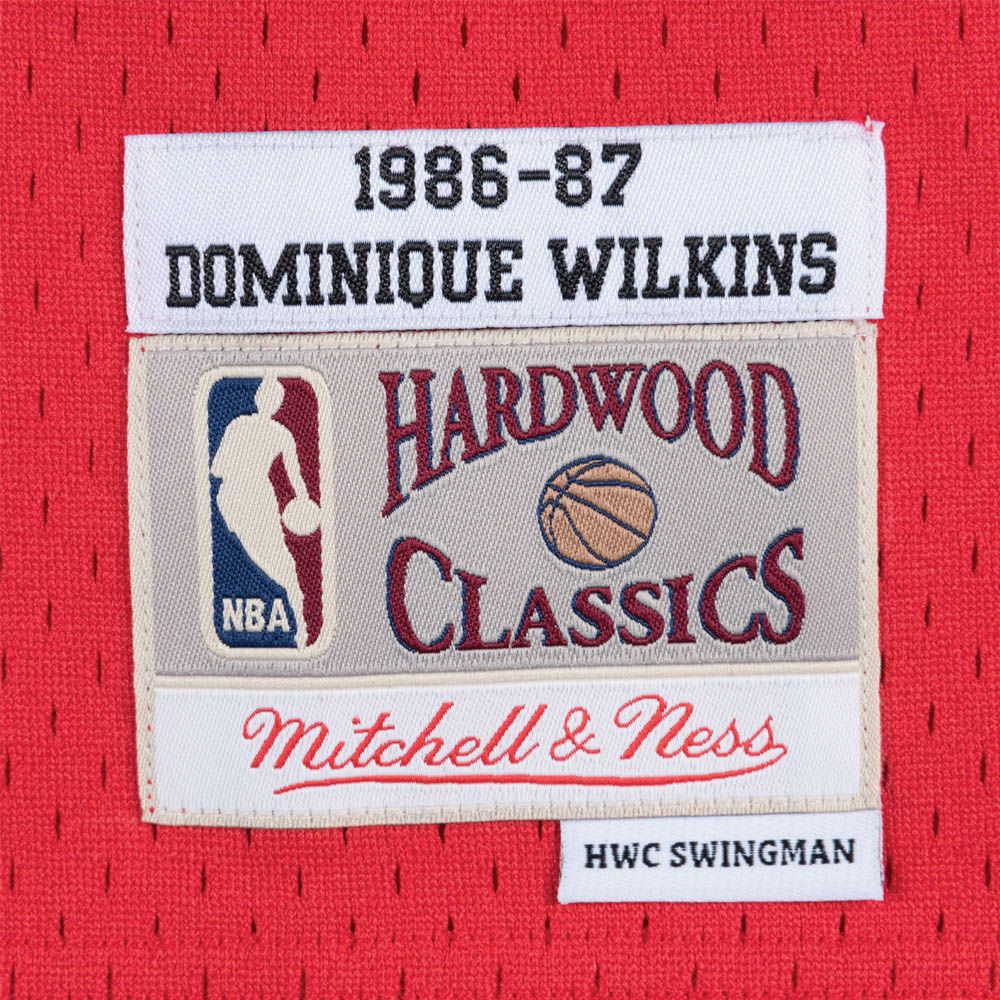 1986-87
DOMINIQUE WILKINS
HARDWOOD
CLASSICS
NBA
Mitchell & Ness
HWC SWINGMAN